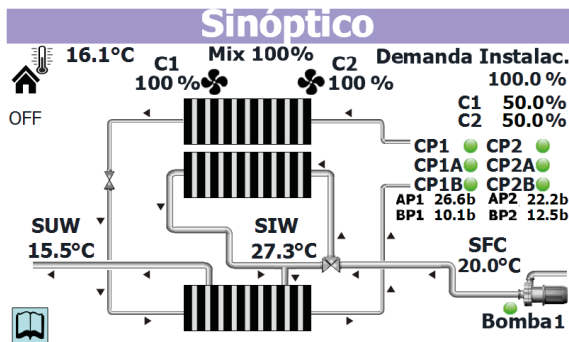 Sinóptico
16.1°C
C1
100 %
Mix 100%
C2
100 %
Demanda Instalac.
100.0 %
C1 50.0%
C2 50.0%
OFF
CP1 CP2
CP1A CP2A
CP1B CP2B
AP1 26.6b AP2 22.2b
BP1 10.1b BP2 12.5b
SUW
15.5°C
SIW
27.3°C
SFC
20.0°C
Bomba1